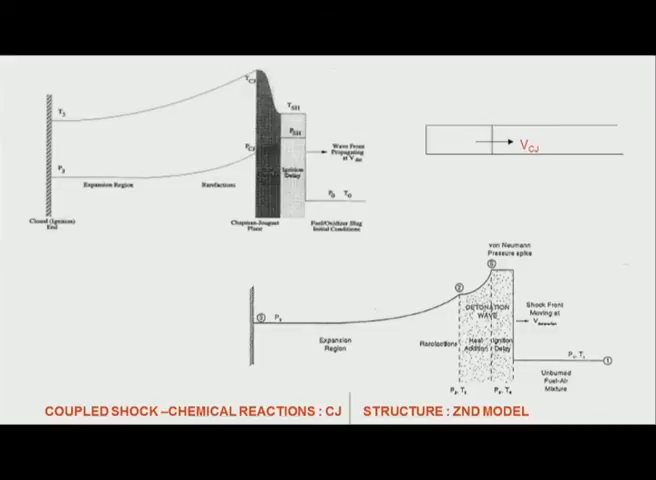 T3
TCJ
TSH
PSH
PCJ
P3
Wave Front
Propagating
at Vdet
Ignition
Delay
Expansion Region
Rarefactions
P0 T0
Closed (Ignition)
End
Chapman-Jouguet
Plane
Fuel/Oxidizer Slug
Initial Conditions
VCJ
von Neumann
Pressure spike
2
DETONATION
WAVE
Shock Front
Moving at
3
Expansion
Region
Rarefactions
Heat
Addition
Ignition
Delay
1
Unburned
Fuel-Air
Mixture
COUPLED SHOCK –CHEMICAL REACTIONS : CJ
STRUCTURE : ZND MODEL